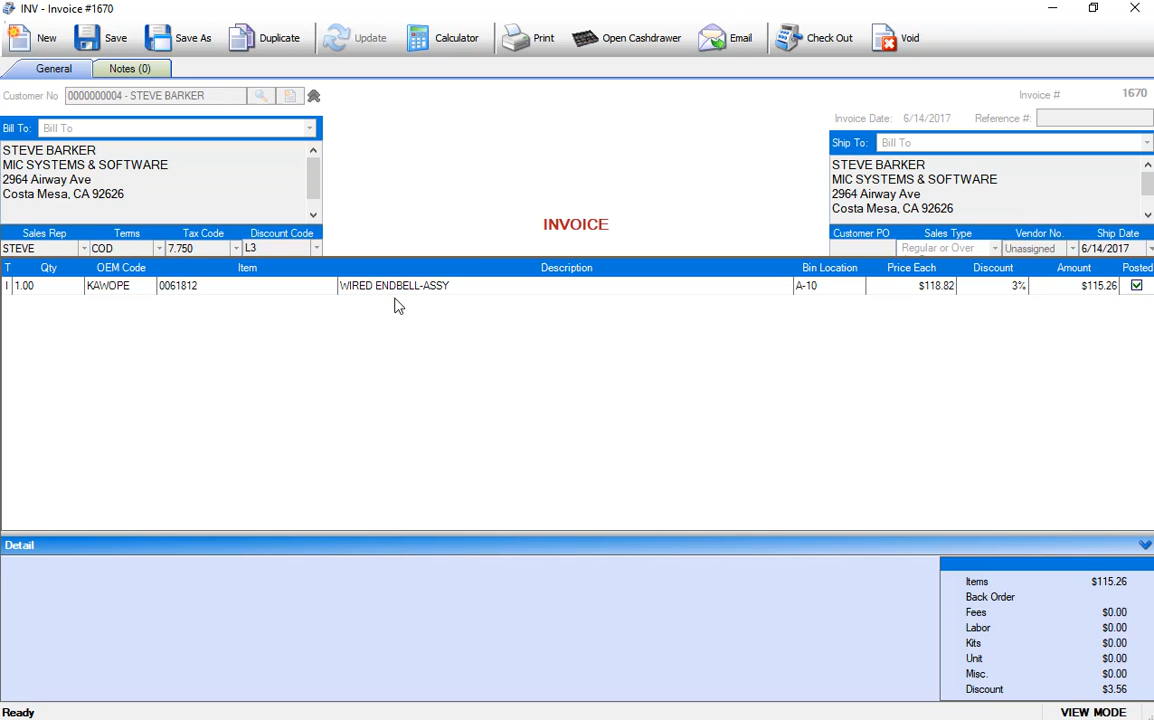 INV - Invoice #1670
New Save Save As Duplicate Update Calculator Print Open Cashdrawer Email Check Out Void
General Notes (0)
Customer No 0000000004 - STEVE BARKER
Invoice # 1670
Invoice Date: 6/14/2017 Reference #:
Bill To: Bill To
STEVE BARKER
MIC SYSTEMS & SOFTWARE
2964 Airway Ave
Costa Mesa, CA 92626
Ship To: Bill To
STEVE BARKER
MIC SYSTEMS & SOFTWARE
2964 Airway Ave
Costa Mesa, CA 92626
INVOICE
Sales Rep Terms Tax Code Discount Code
STEVE COD 7.750 L3
Customer PO Sales Type Vendor No. Ship Date
Regular or Over Unassigned 6/14/2017
T Qty OEM Code Item Description Bin Location Price Each Discount Amount Posted
I 1.00 KAWOPE 0061812 WIRED ENDBELL-ASSY A-10 $118.82 3% $115.26
Detail
Items $115.26
Back Order
Fees $0.00
Labor $0.00
Kits $0.00
Unit $0.00
Misc. $0.00
Discount $3.56
Ready VIEW MODE